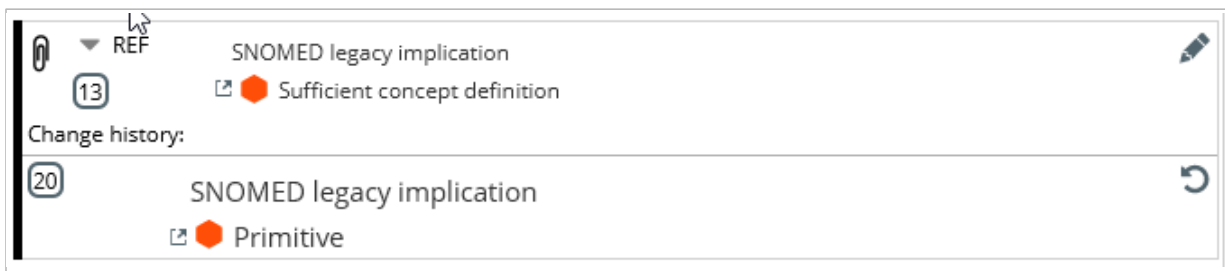 REF
SNOMED legacy implication
13
Sufficient concept definition
Change history:
20
SNOMED legacy implication
Primitive